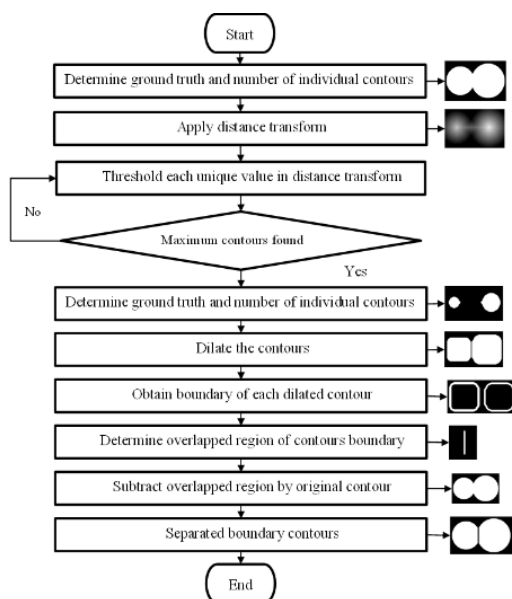 Start
Determine ground truth and number of individual contours
Apply distance transform
Threshold each unique value in distance transform
No
Maximum contours found
Yes
Determine ground truth and number of individual contours
Dilate the contours
Obtain boundary of each dilated contour
Determine overlapped region of contours boundary
Subtract overlapped region by original contour
Separated boundary contours
End